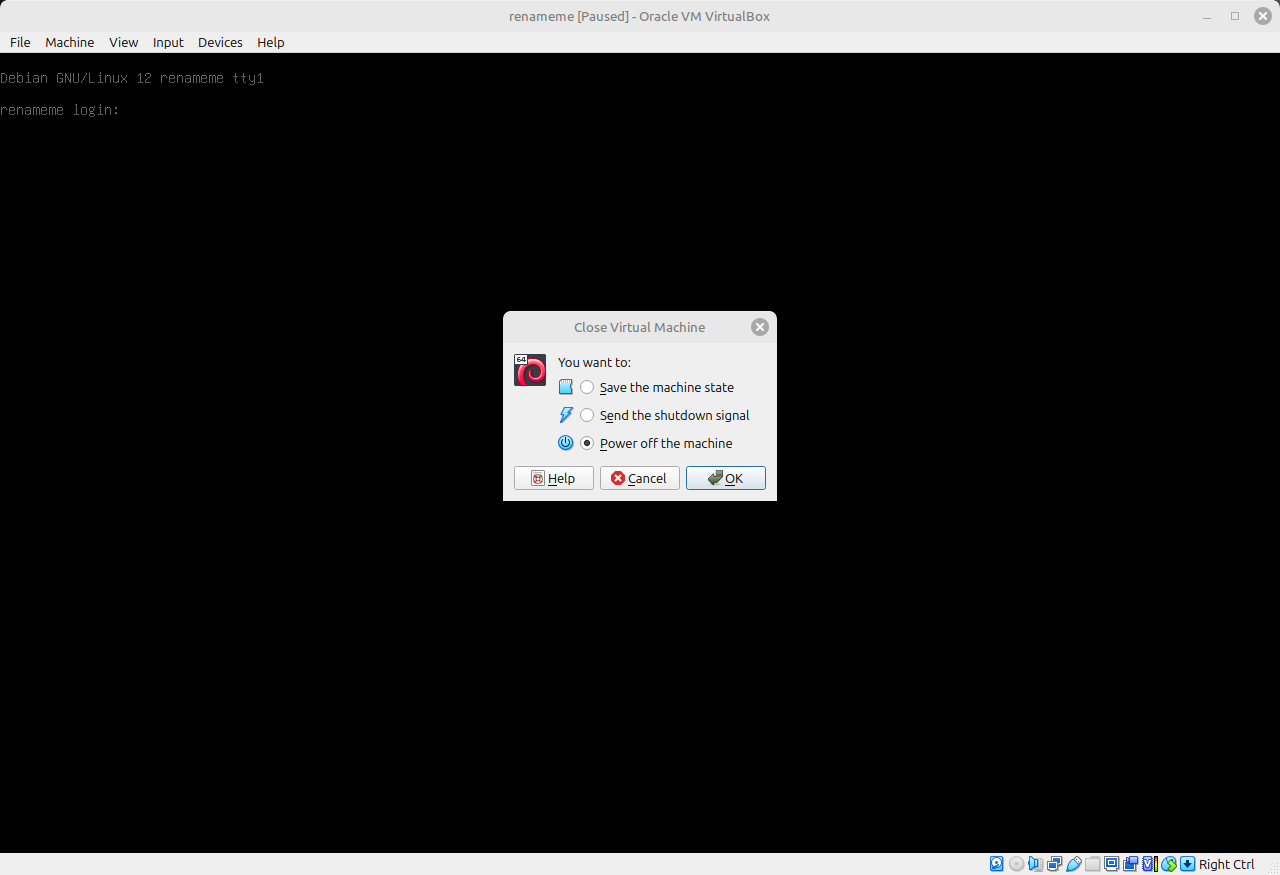 renameme [Paused] - Oracle VM VirtualBox
File Machine View Input Devices Help
Debian GNU/Linux 12 renameme tty1
renameme login:
Close Virtual Machine
64
You want to:
Save the machine state
Send the shutdown signal
Power off the machine
Help Cancel OK
Right Ctrl